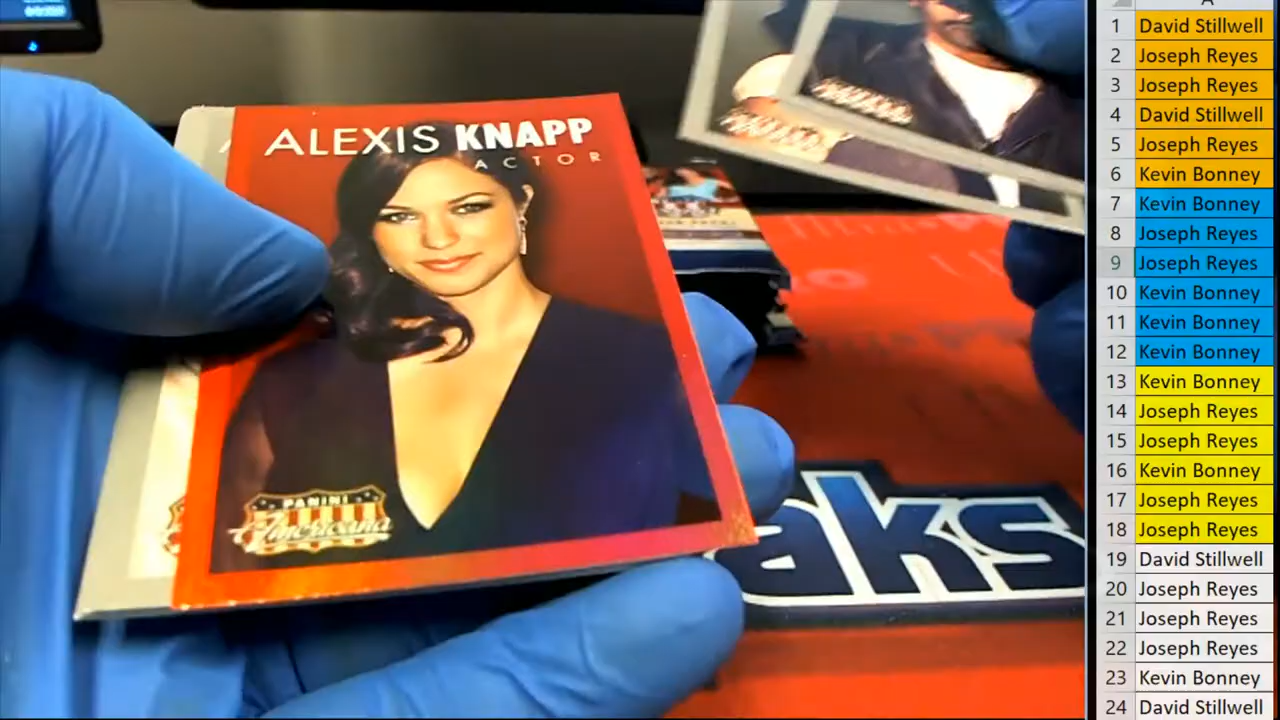 ALEXIS KNAPP
ACTOR
PANINI
Americana
aks
A
1 David Stillwell
2 Joseph Reyes
3 Joseph Reyes
4 David Stillwell
5 Joseph Reyes
6 Kevin Bonney
7 Kevin Bonney
8 Joseph Reyes
9 Joseph Reyes
10 Kevin Bonney
11 Kevin Bonney
12 Kevin Bonney
13 Kevin Bonney
14 Joseph Reyes
15 Joseph Reyes
16 Kevin Bonney
17 Joseph Reyes
18 Joseph Reyes
19 David Stillwell
20 Joseph Reyes
21 Joseph Reyes
22 Joseph Reyes
23 Kevin Bonney
24 David Stillwell